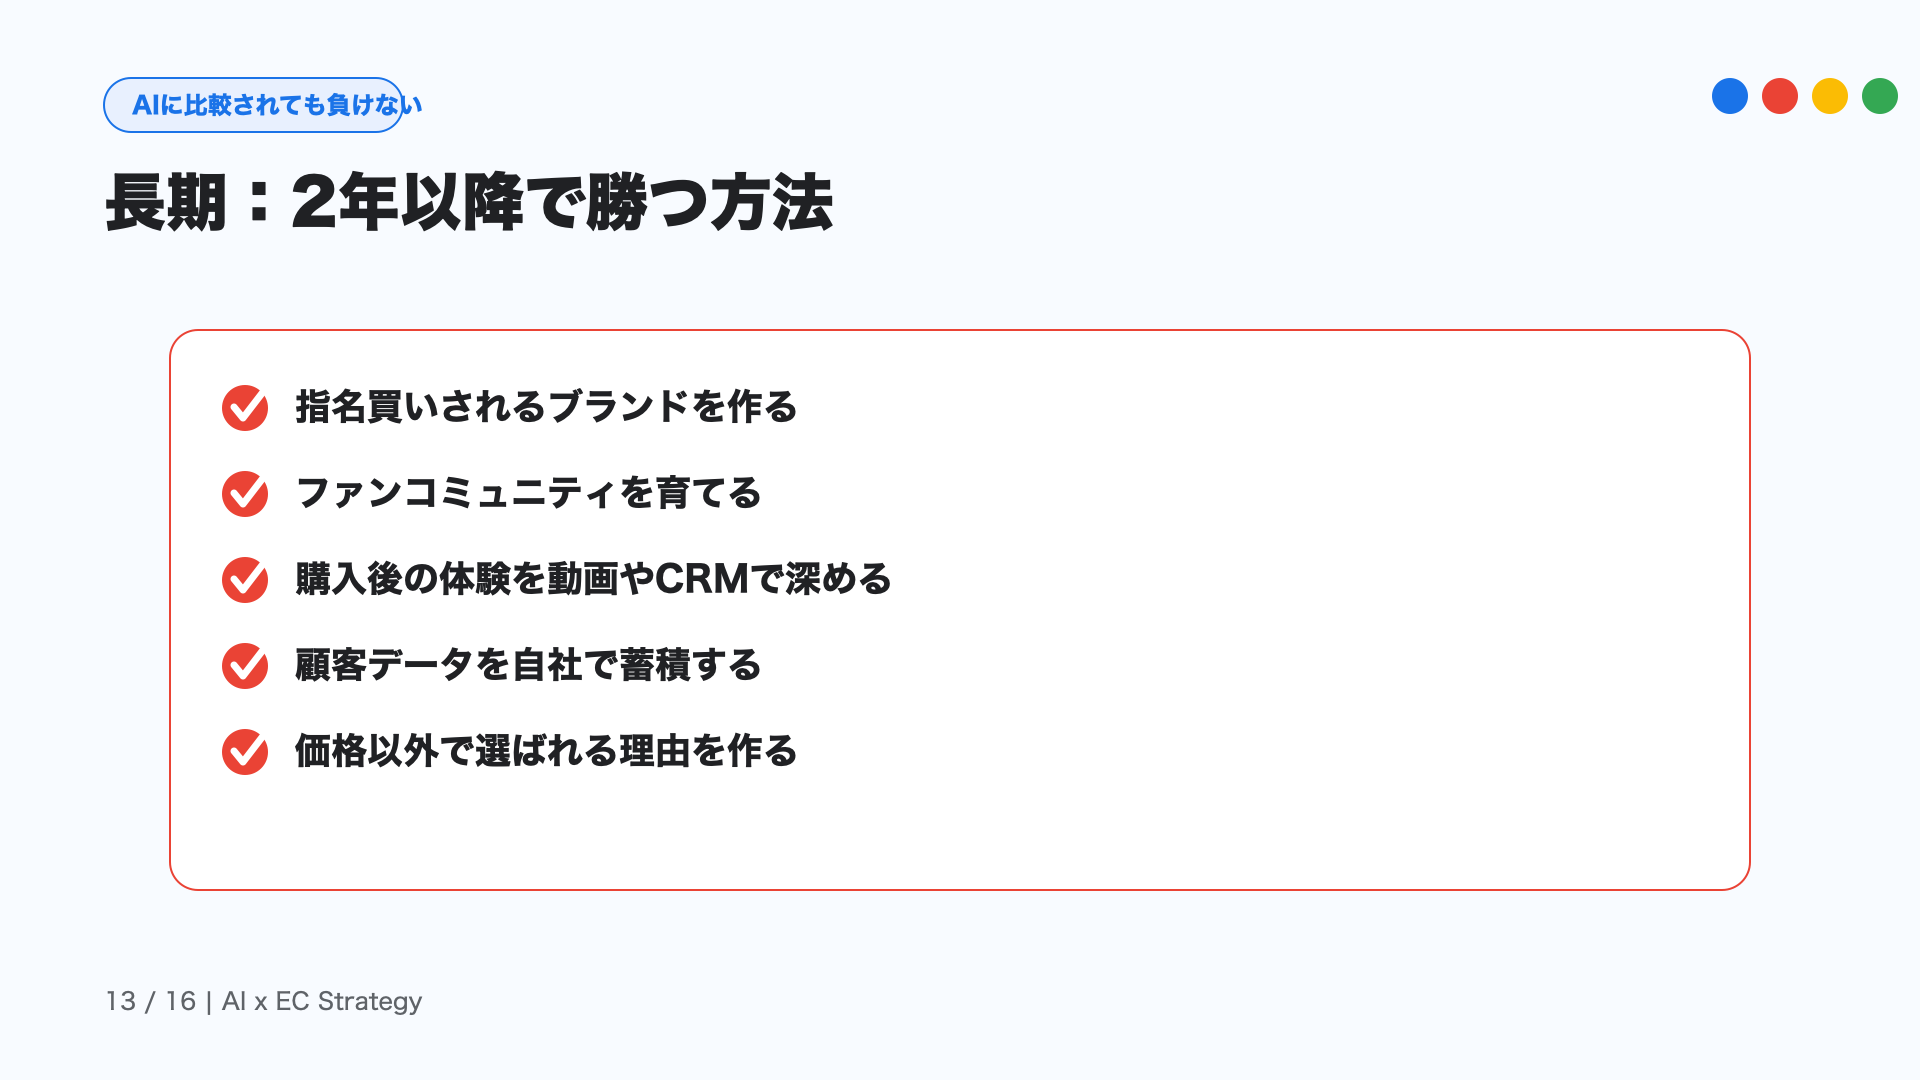 AIに比較されても負けない
長期：2年以降で勝つ方法
指名買いされるブランドを作る
ファンコミュニティを育てる
購入後の体験を動画やCRMで深める
顧客データを自社で蓄積する
価格以外で選ばれる理由を作る
13 / 16 | AI x EC Strategy